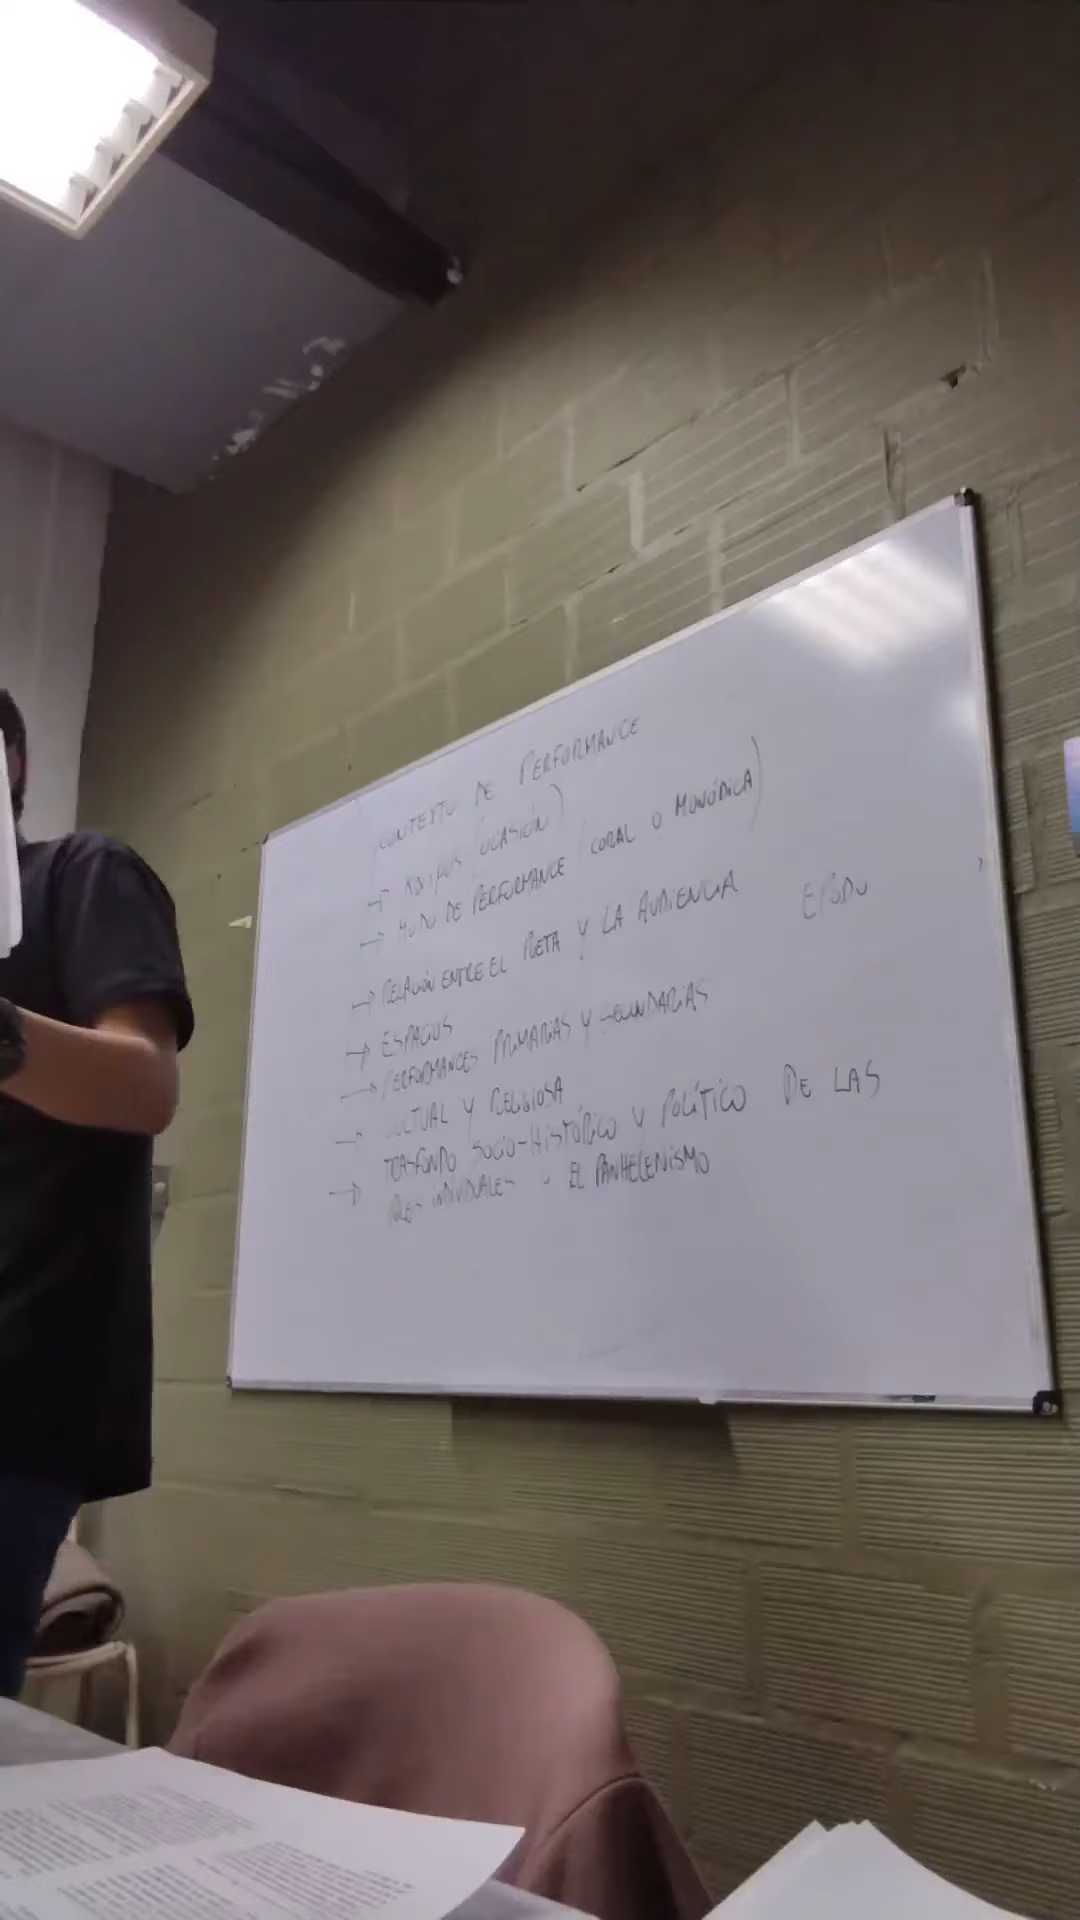 CONTEXTO DE PERFORMANCE
→ (OCASIÓN)
→ MODO DE PERFORMANCE (CORAL O MONÓDICA)
→ RELACIÓN ENTRE EL POETA Y LA AUDIENCIA
EPODO
→ ESPACIOS
→ PERFORMANCES PRIMARIAS Y SECUNDARIAS
→ CULTUAL Y RELIGIOSA
→ TRASFONDO SOCIO-HISTÓRICO Y POLÍTICO DE LAS
INDIVIDUALES EL PANHELENISMO